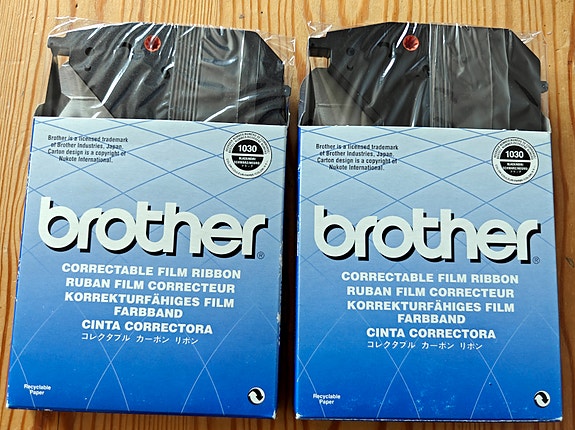 Brother is a licensed trademark
of Brother Industries, Japan.
Carton design is a copyright of
Nukote International.
1030
brother®
CORRECTABLE FILM RIBBON
RUBAN FILM CORRECTEUR
KORREKTURFÄHIGES FILM
FARBBAND
CINTA CORRECTORA
コレクタブル カーボン リボン
Recyclable
Paper
Brother is a licensed trademark
of Brother Industries, Japan.
Carton design is a copyright of
Nukote International.
1030
brother®
CORRECTABLE FILM RIBBON
RUBAN FILM CORRECTEUR
KORREKTURFÄHIGES FILM
FARBBAND
CINTA CORRECTORA
コレクタブル カーボン リボン
Recyclable
Paper